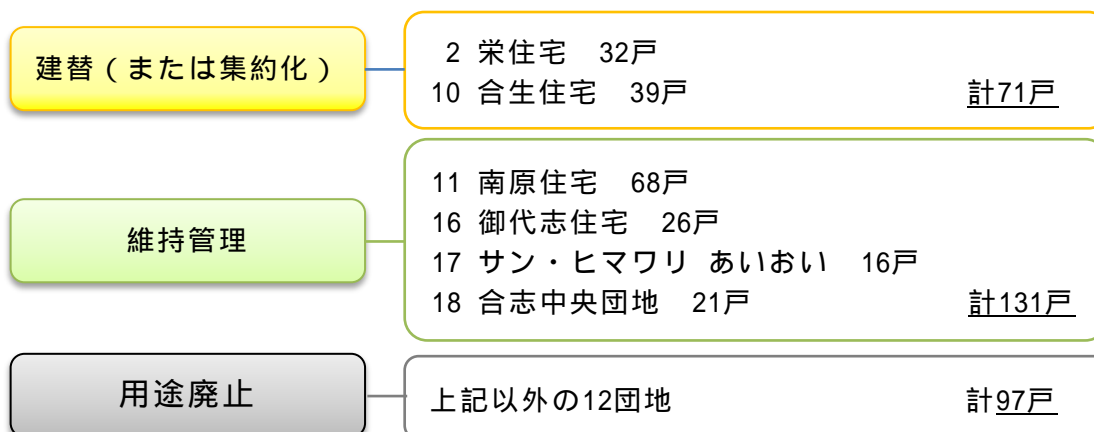 建替（または集約化）
2 栄住宅 32戸
10 合生住宅 39戸 計71戸
維持管理
11 南原住宅 68戸
16 御代志住宅 26戸
17 サン・ヒマワリ あいおい 16戸
18 合志中央団地 21戸 計131戸
用途廃止
上記以外の12団地 計97戸